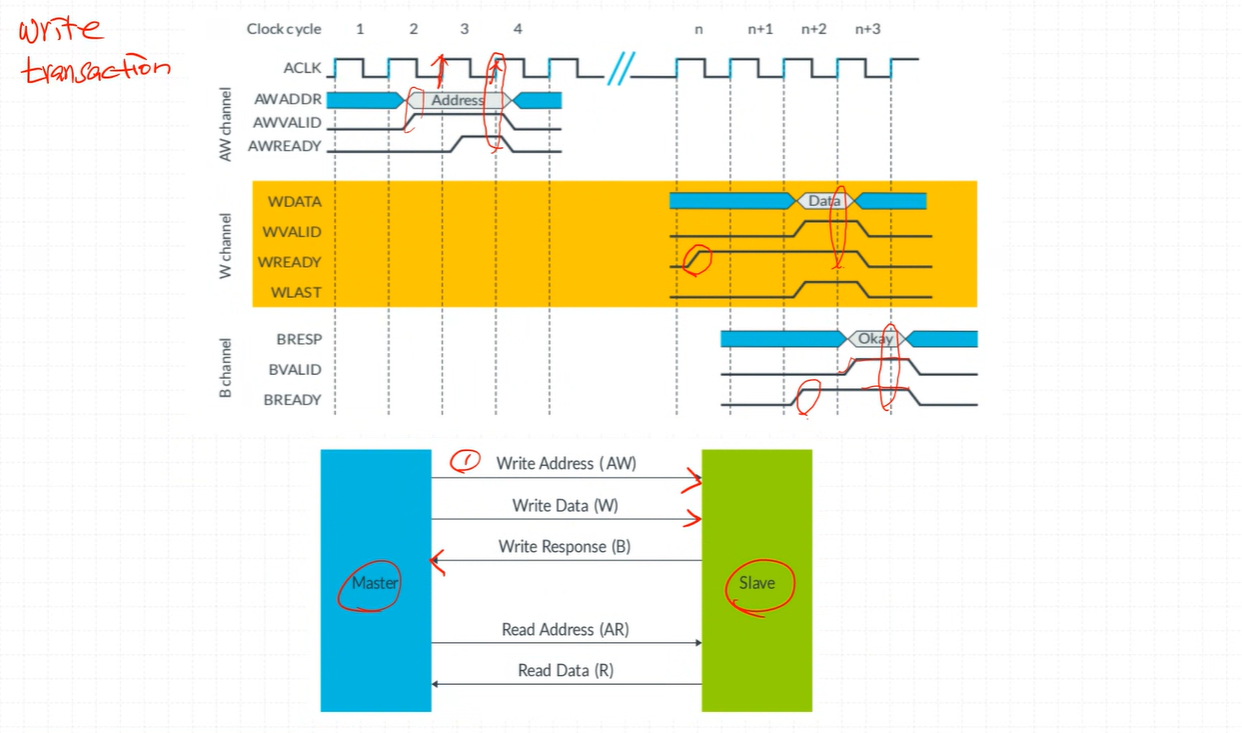 write
transaction
Clock cycle 1 2 3 4 n n+1 n+2 n+3
ACLK
AW channel
AWADDR Address
AWVALID
AWREADY
W channel
WDATA Data
WVALID
WREADY
WLAST
B channel
BRESP Okay
BVALID
BREADY
1 Write Address (AW)
Write Data (W)
Write Response (B)
Master Slave
Read Address (AR)
Read Data (R)